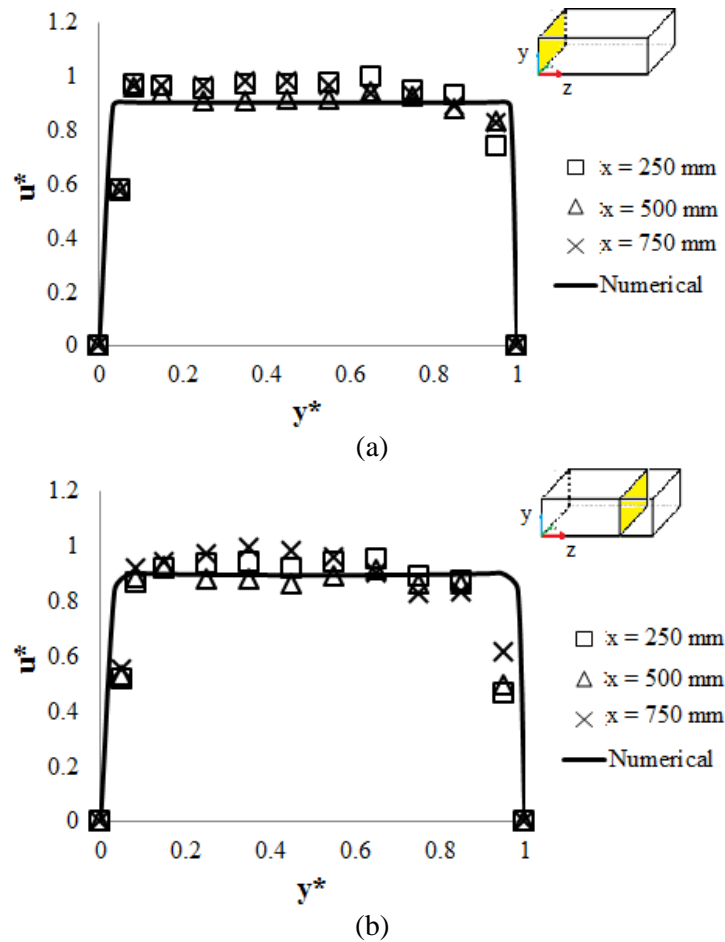 1.2
1
0.8
0.6
0.4
0.2
0
u*
0 0.2 0.4 0.6 0.8 1
y*
y
z
x = 250 mm
x = 500 mm
x = 750 mm
Numerical
(a)
1.2
1
0.8
0.6
0.4
0.2
0
u*
0 0.2 0.4 0.6 0.8 1
y*
y
z
x = 250 mm
x = 500 mm
x = 750 mm
Numerical
(b)